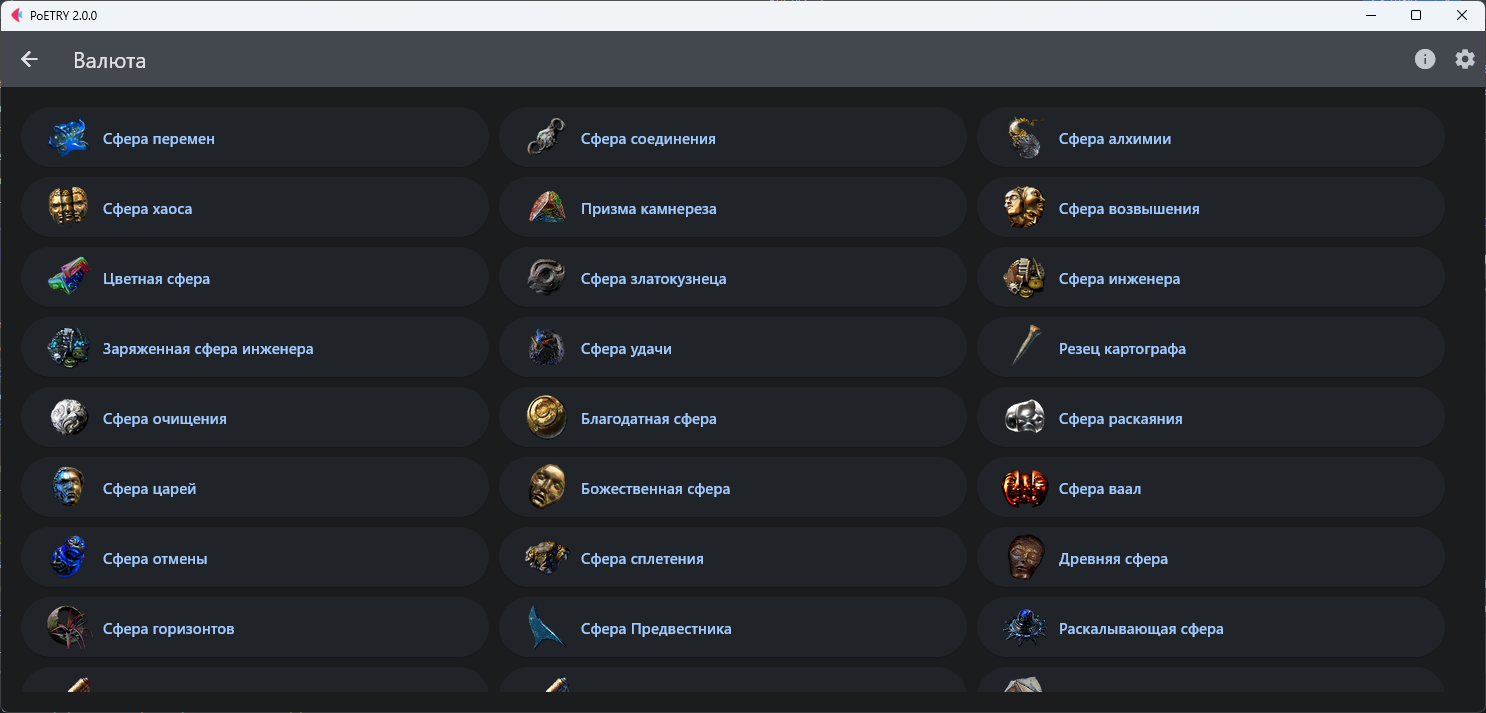 PoETRY 2.0.0
Валюта
Сфера перемен
Сфера соединения
Сфера алхимии
Сфера хаоса
Призма камнереза
Сфера возвышения
Цветная сфера
Сфера златокузнеца
Сфера инженера
Заряженная сфера инженера
Сфера удачи
Резец картографа
Сфера очищения
Благодатная сфера
Сфера раскаяния
Сфера царей
Божественная сфера
Сфера ваал
Сфера отмены
Сфера сплетения
Древняя сфера
Сфера горизонтов
Сфера Предвестника
Раскалывающая сфера